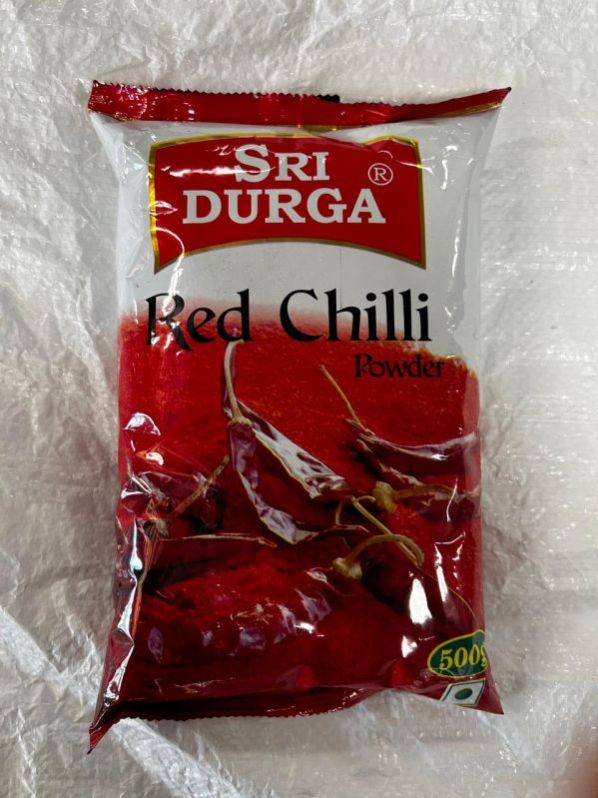 SRI ®
DURGA
Red Chilli
Powder
500g